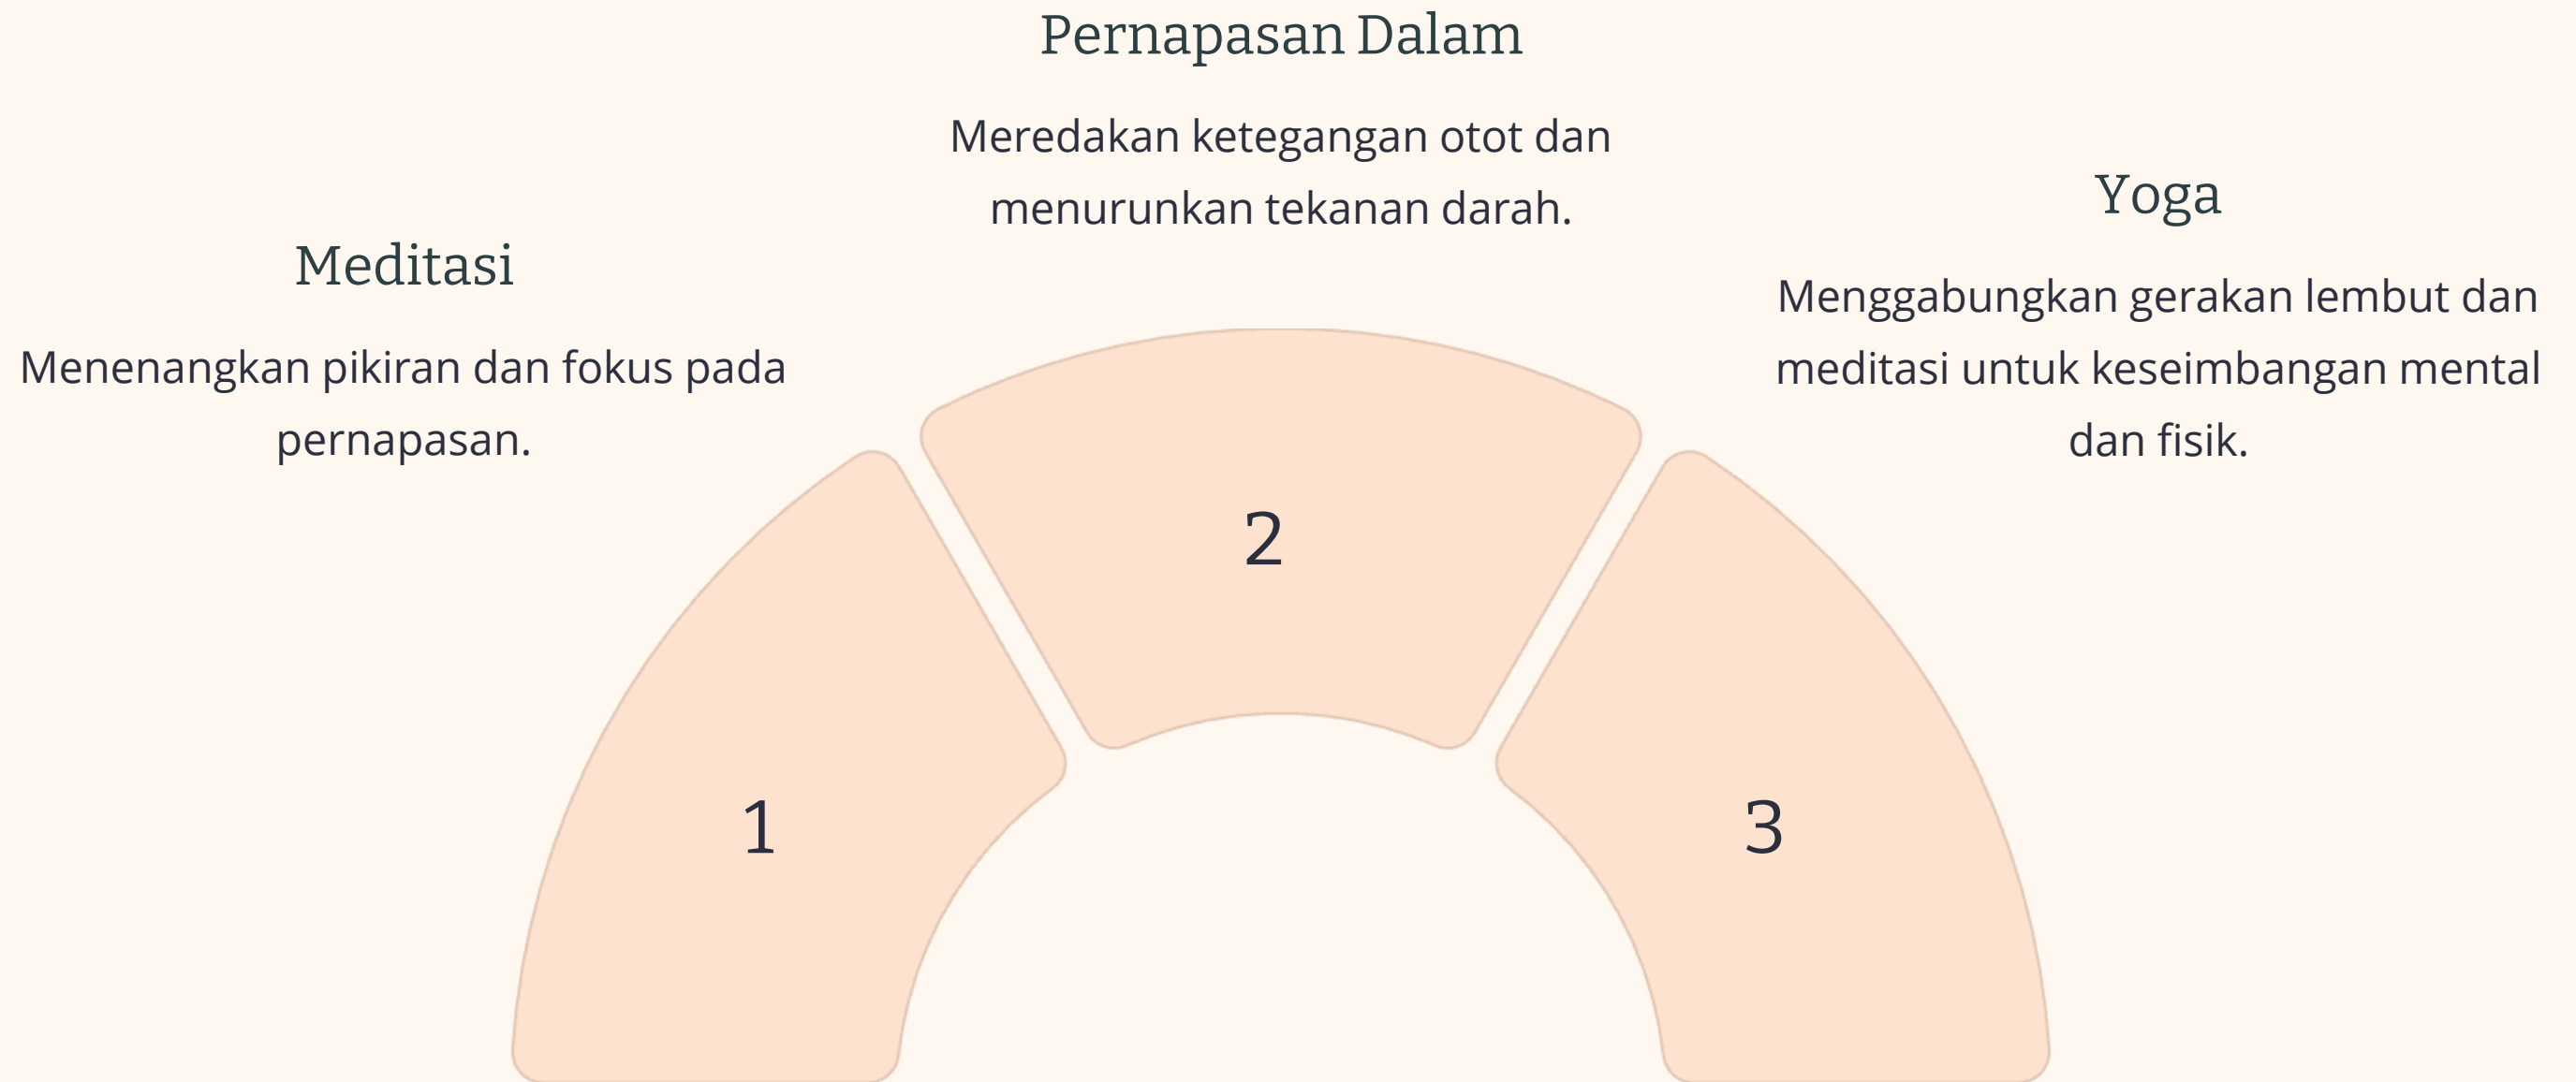 Meditasi
Menenangkan pikiran dan fokus pada
pernapasan.
Pernapasan Dalam
Meredakan ketegangan otot dan
menurunkan tekanan darah.
Yoga
Menggabungkan gerakan lembut dan
meditasi untuk keseimbangan mental
dan fisik.
1
2
3